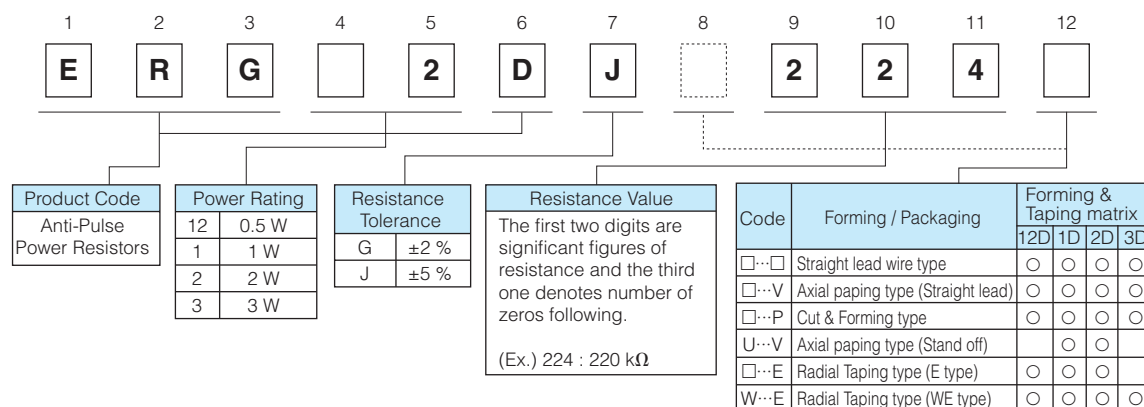 1 2 3 4 5 6 7 8 9 10 11 12
E R G 2 D J 2 2 4
Product Code
Anti-Pulse
Power Resistors
Power Rating
12 0.5 W
1 1 W
2 2 W
3 3 W
Resistance
Tolerance
G ±2 %
J ±5 %
Resistance Value
The first two digits are
significant figures of
resistance and the third
one denotes number of
zeros following.
(Ex.) 224 : 220 kΩ
Code Forming / Packaging Forming &
Taping matrix
12D 1D 2D 3D
□···□ Straight lead wire type ○ ○ ○ ○
□···V Axial paping type (Straight lead) ○ ○ ○ ○
□···P Cut & Forming type ○ ○ ○ ○
U···V Axial paping type (Stand off) ○ ○
□···E Radial Taping type (E type) ○ ○ ○
W···E Radial Taping type (WE type) ○ ○ ○ ○